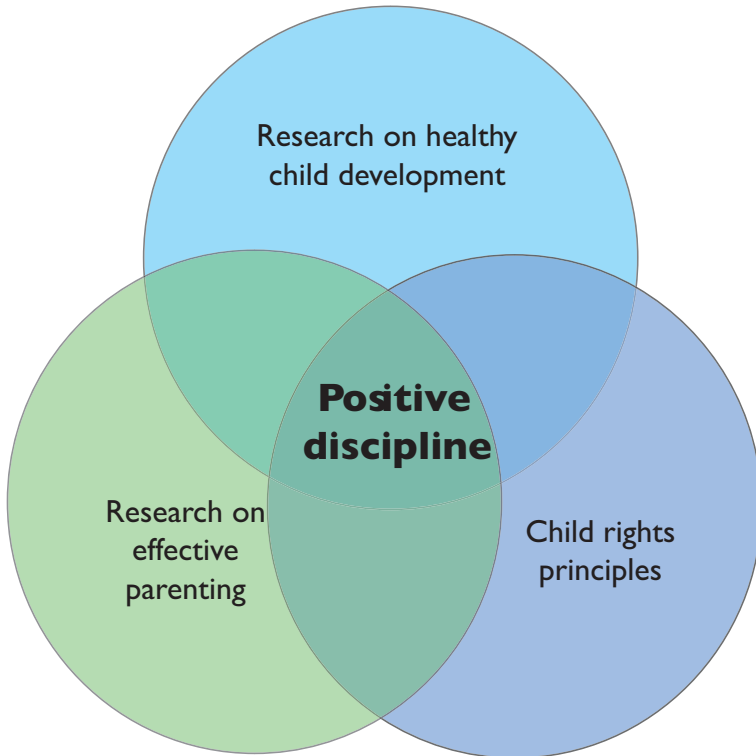 Research on healthy
child development
Positive
discipline
Research on
effective
parenting
Child rights
principles